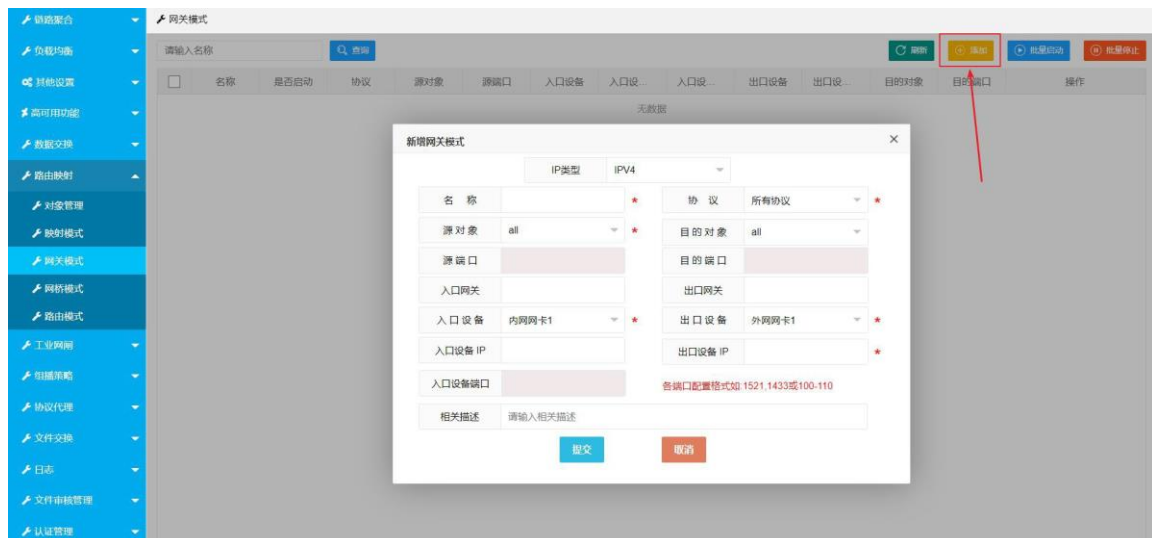 链路聚合
网关模式
负载均衡
请输入名称
查询
刷新
添加
批量启动
批量停止
其他设置
名称 是否启动 协议 源对象 源端口 入口设备 入口设... 入口设... 出口设备 出口设... 目的对象 目的端口 操作
无数据
高可用功能
数据交换
路由映射
对象管理
映射模式
网关模式
网桥模式
路由模式
工业网闸
组播策略
协议代理
文件交换
日志
文件审核管理
认证管理
新增网关模式 ×
IP类型 IPV4
名 称 * 协 议 所有协议 *
源 对 象 all * 目 的 对 象 all
源 端 口 目 的 端 口
入口网关 出口网关
入 口 设 备 内网网卡1 * 出 口 设 备 外网网卡1 *
入口设备 IP 出口设备 IP *
入口设备端口 各端口配置格式如 1521,1433或100-110
相关描述 请输入相关描述
提交 取消